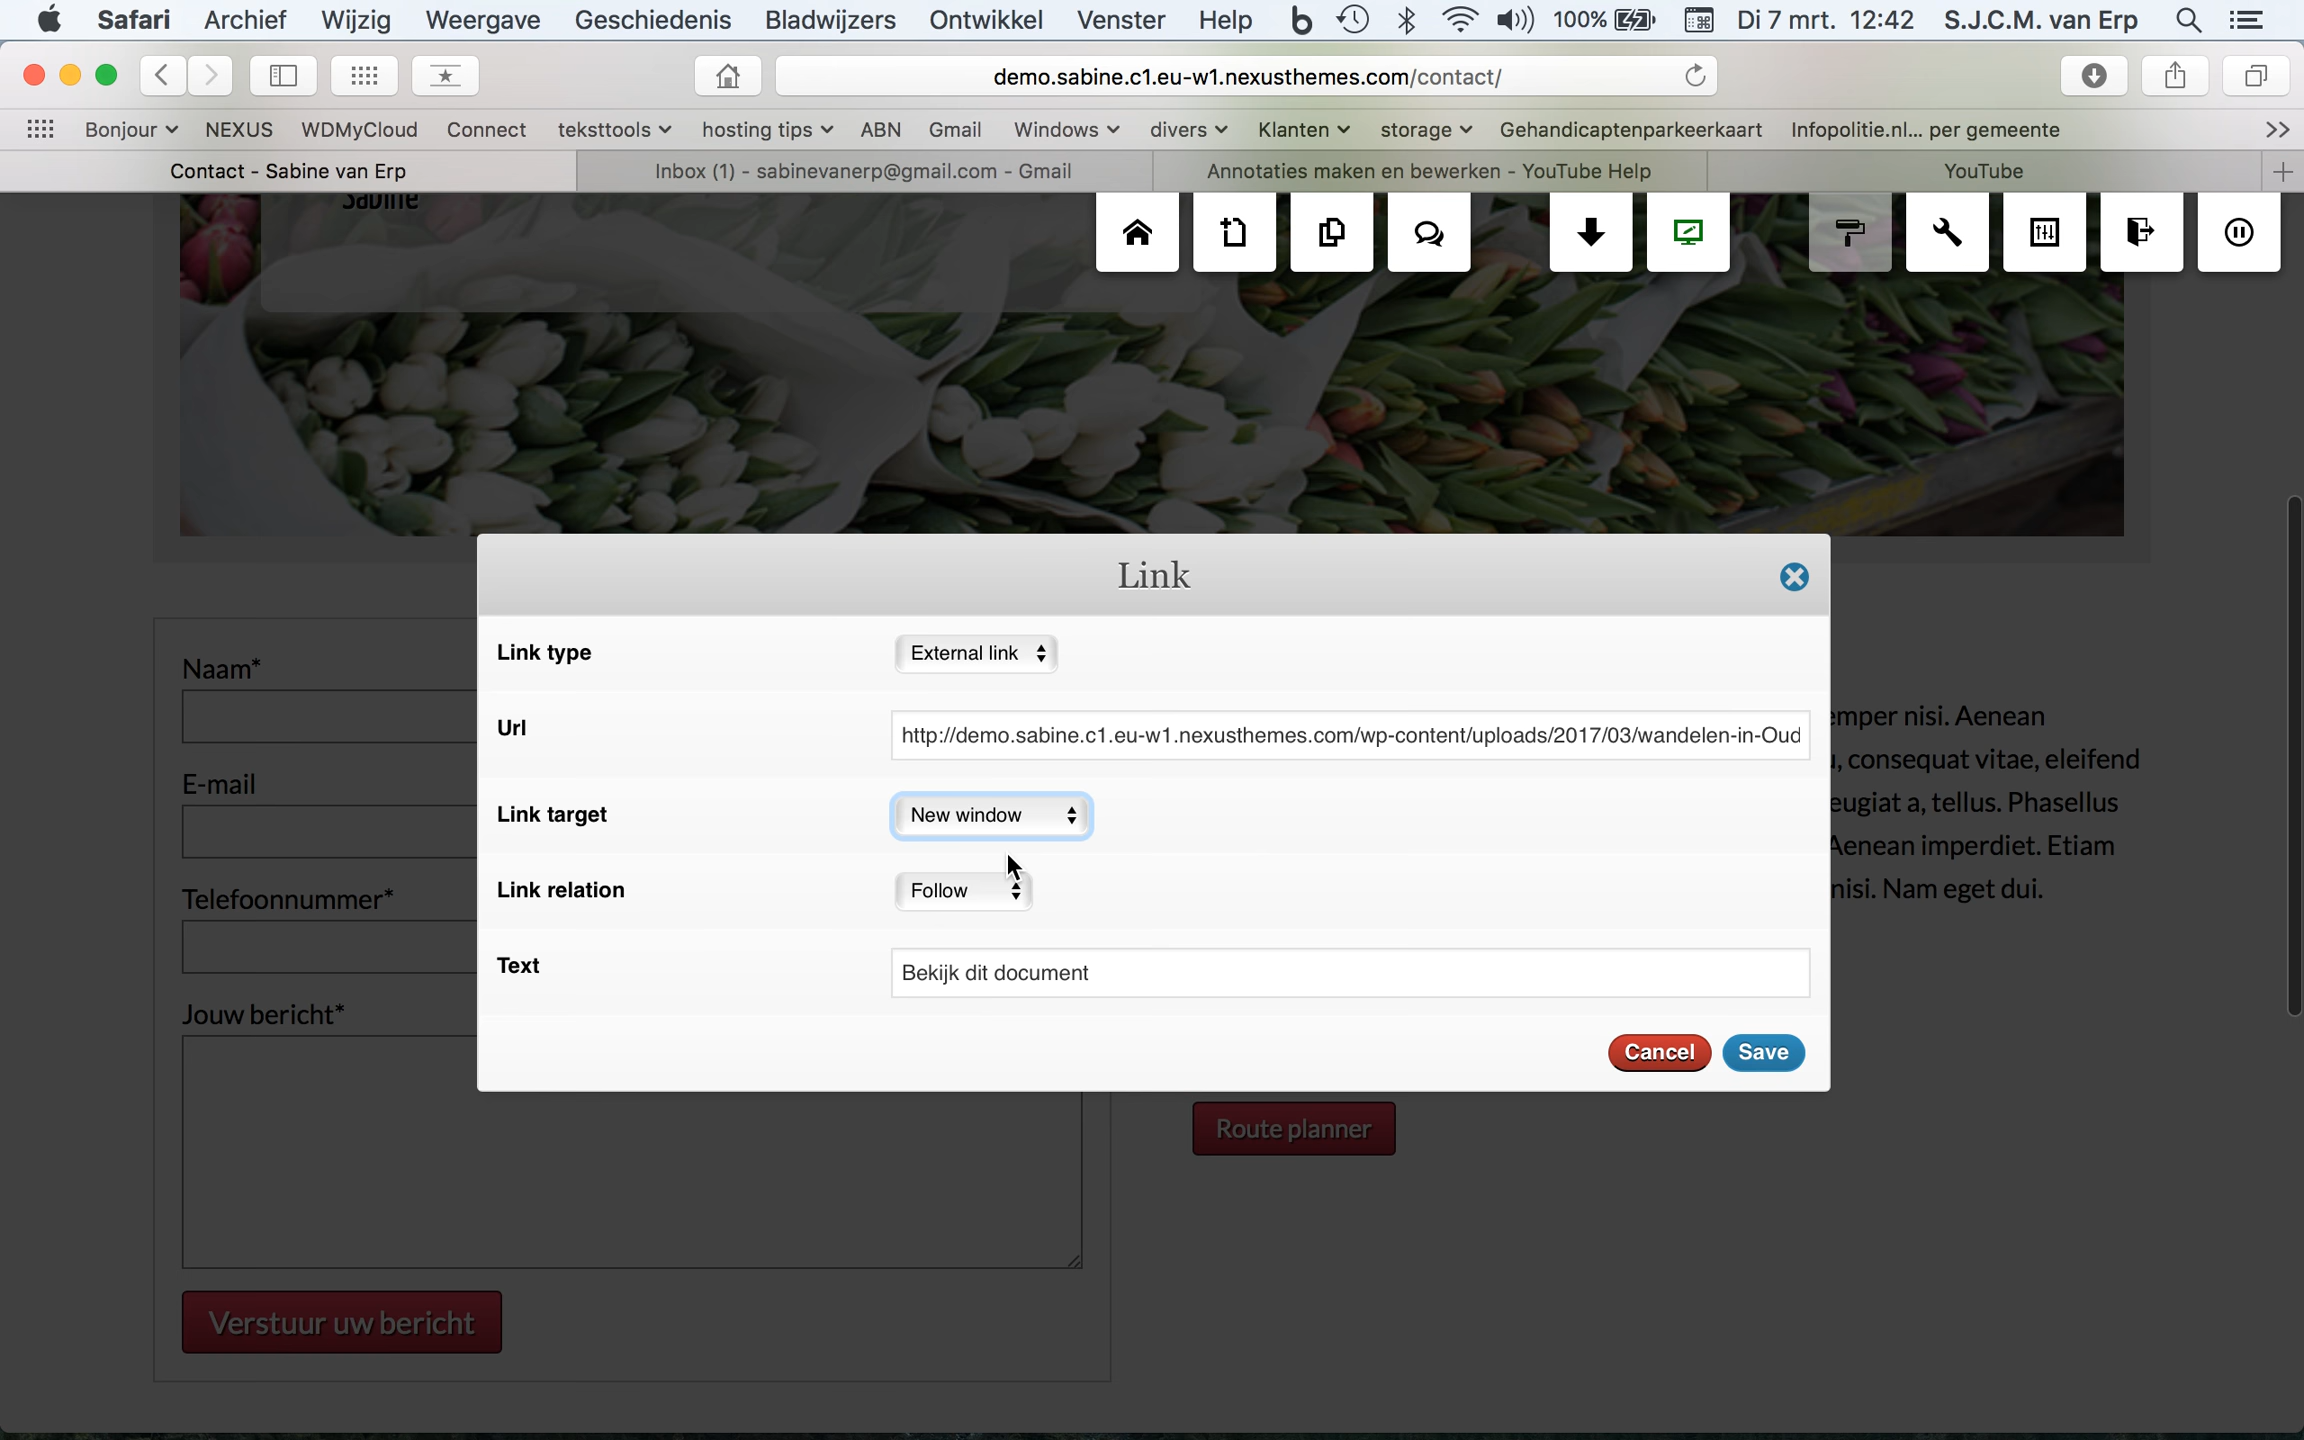 Safari Archief Wijzig Weergave Geschiedenis Bladwijzers Ontwikkel Venster Help 100% Di 7 mrt. 12:42 S.J.C.M. van Erp
demo.sabine.c1.eu-w1.nexusthemes.com/contact/
Bonjour NEXUS WDMyCloud Connect teksttools hosting tips ABN Gmail Windows divers Klanten storage Gehandicaptenparkeerkaart Infopolitie.nl... per gemeente
Contact - Sabine van Erp Inbox (1) - sabinevanerp@gmail.com - Gmail Annotaties maken en bewerken - YouTube Help YouTube
Sabine
Link
Link type External link
Url http://demo.sabine.c1.eu-w1.nexusthemes.com/wp-content/uploads/2017/03/wandelen-in-Oud
Link target New window
Link relation Follow
Text Bekijk dit document
Cancel Save
Naam*
E-mail
Telefoonnummer*
Jouw bericht*
Verstuur uw bericht
emper nisi. Aenean
, consequat vitae, eleifend
eugiat a, tellus. Phasellus
Aenean imperdiet. Etiam
nisi. Nam eget dui.
Route planner